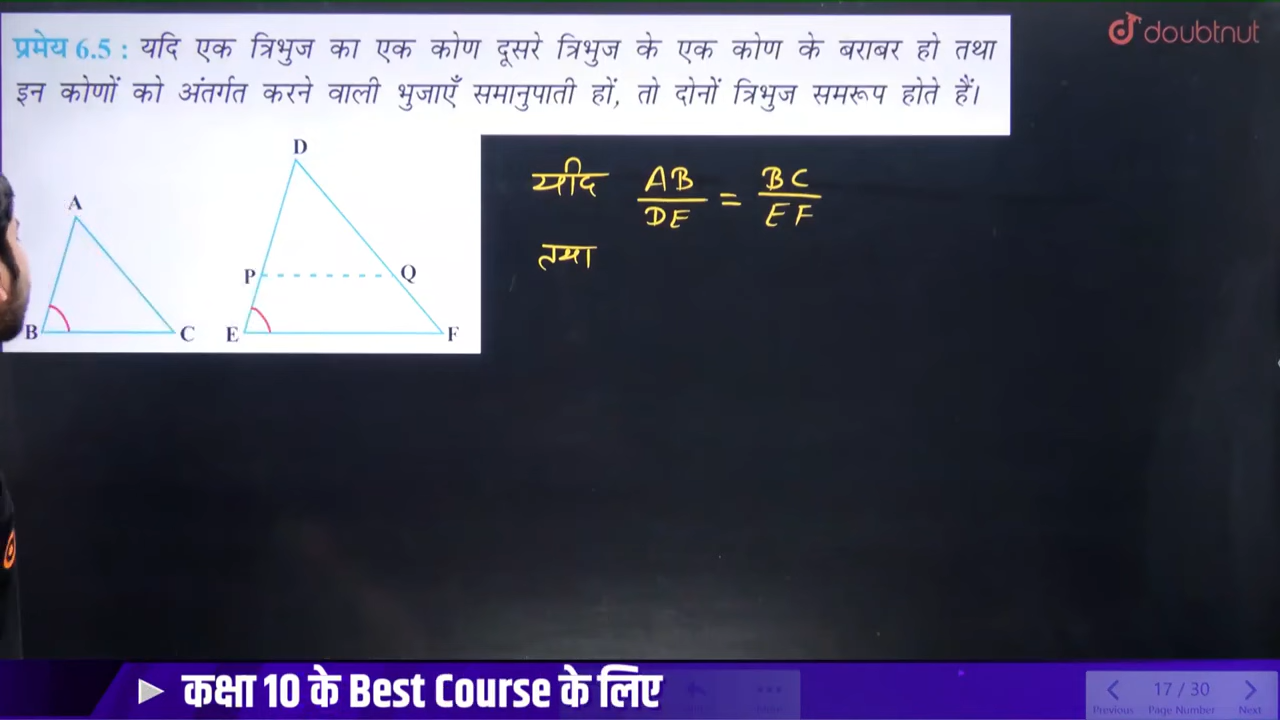 प्रमेय 6.5 : यदि एक त्रिभुज का एक कोण दूसरे त्रिभुज के एक कोण के बराबर हो तथा
इन कोणों को अंतर्गत करने वाली भुजाएँ समानुपाती हों, तो दोनों त्रिभुज समरूप होते हैं।
doubtnut
D
A
P
Q
B
C
E
F
यदि AB/DE = BC/EF
तथा
कक्षा 10 के Best Course के लिए
17 / 30
Previous Page Number Next